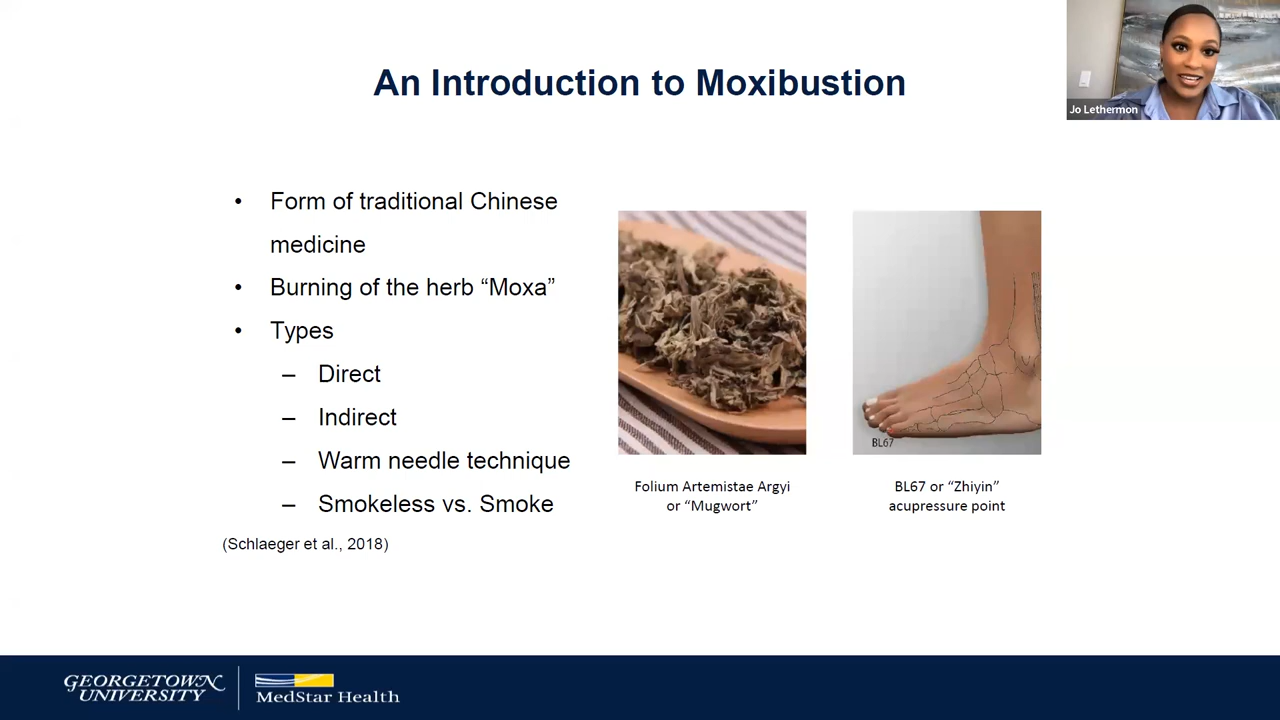 An Introduction to Moxibustion
Jo Lethermon
• Form of traditional Chinese
medicine
• Burning of the herb “Moxa”
• Types
– Direct
– Indirect
– Warm needle technique
– Smokeless vs. Smoke
(Schlaeger et al., 2018)
BL67
Folium Artemistae Argyi
or “Mugwort”
BL67 or “Zhiyin”
acupressure point
GEORGETOWN
UNIVERSITY
MedStar Health